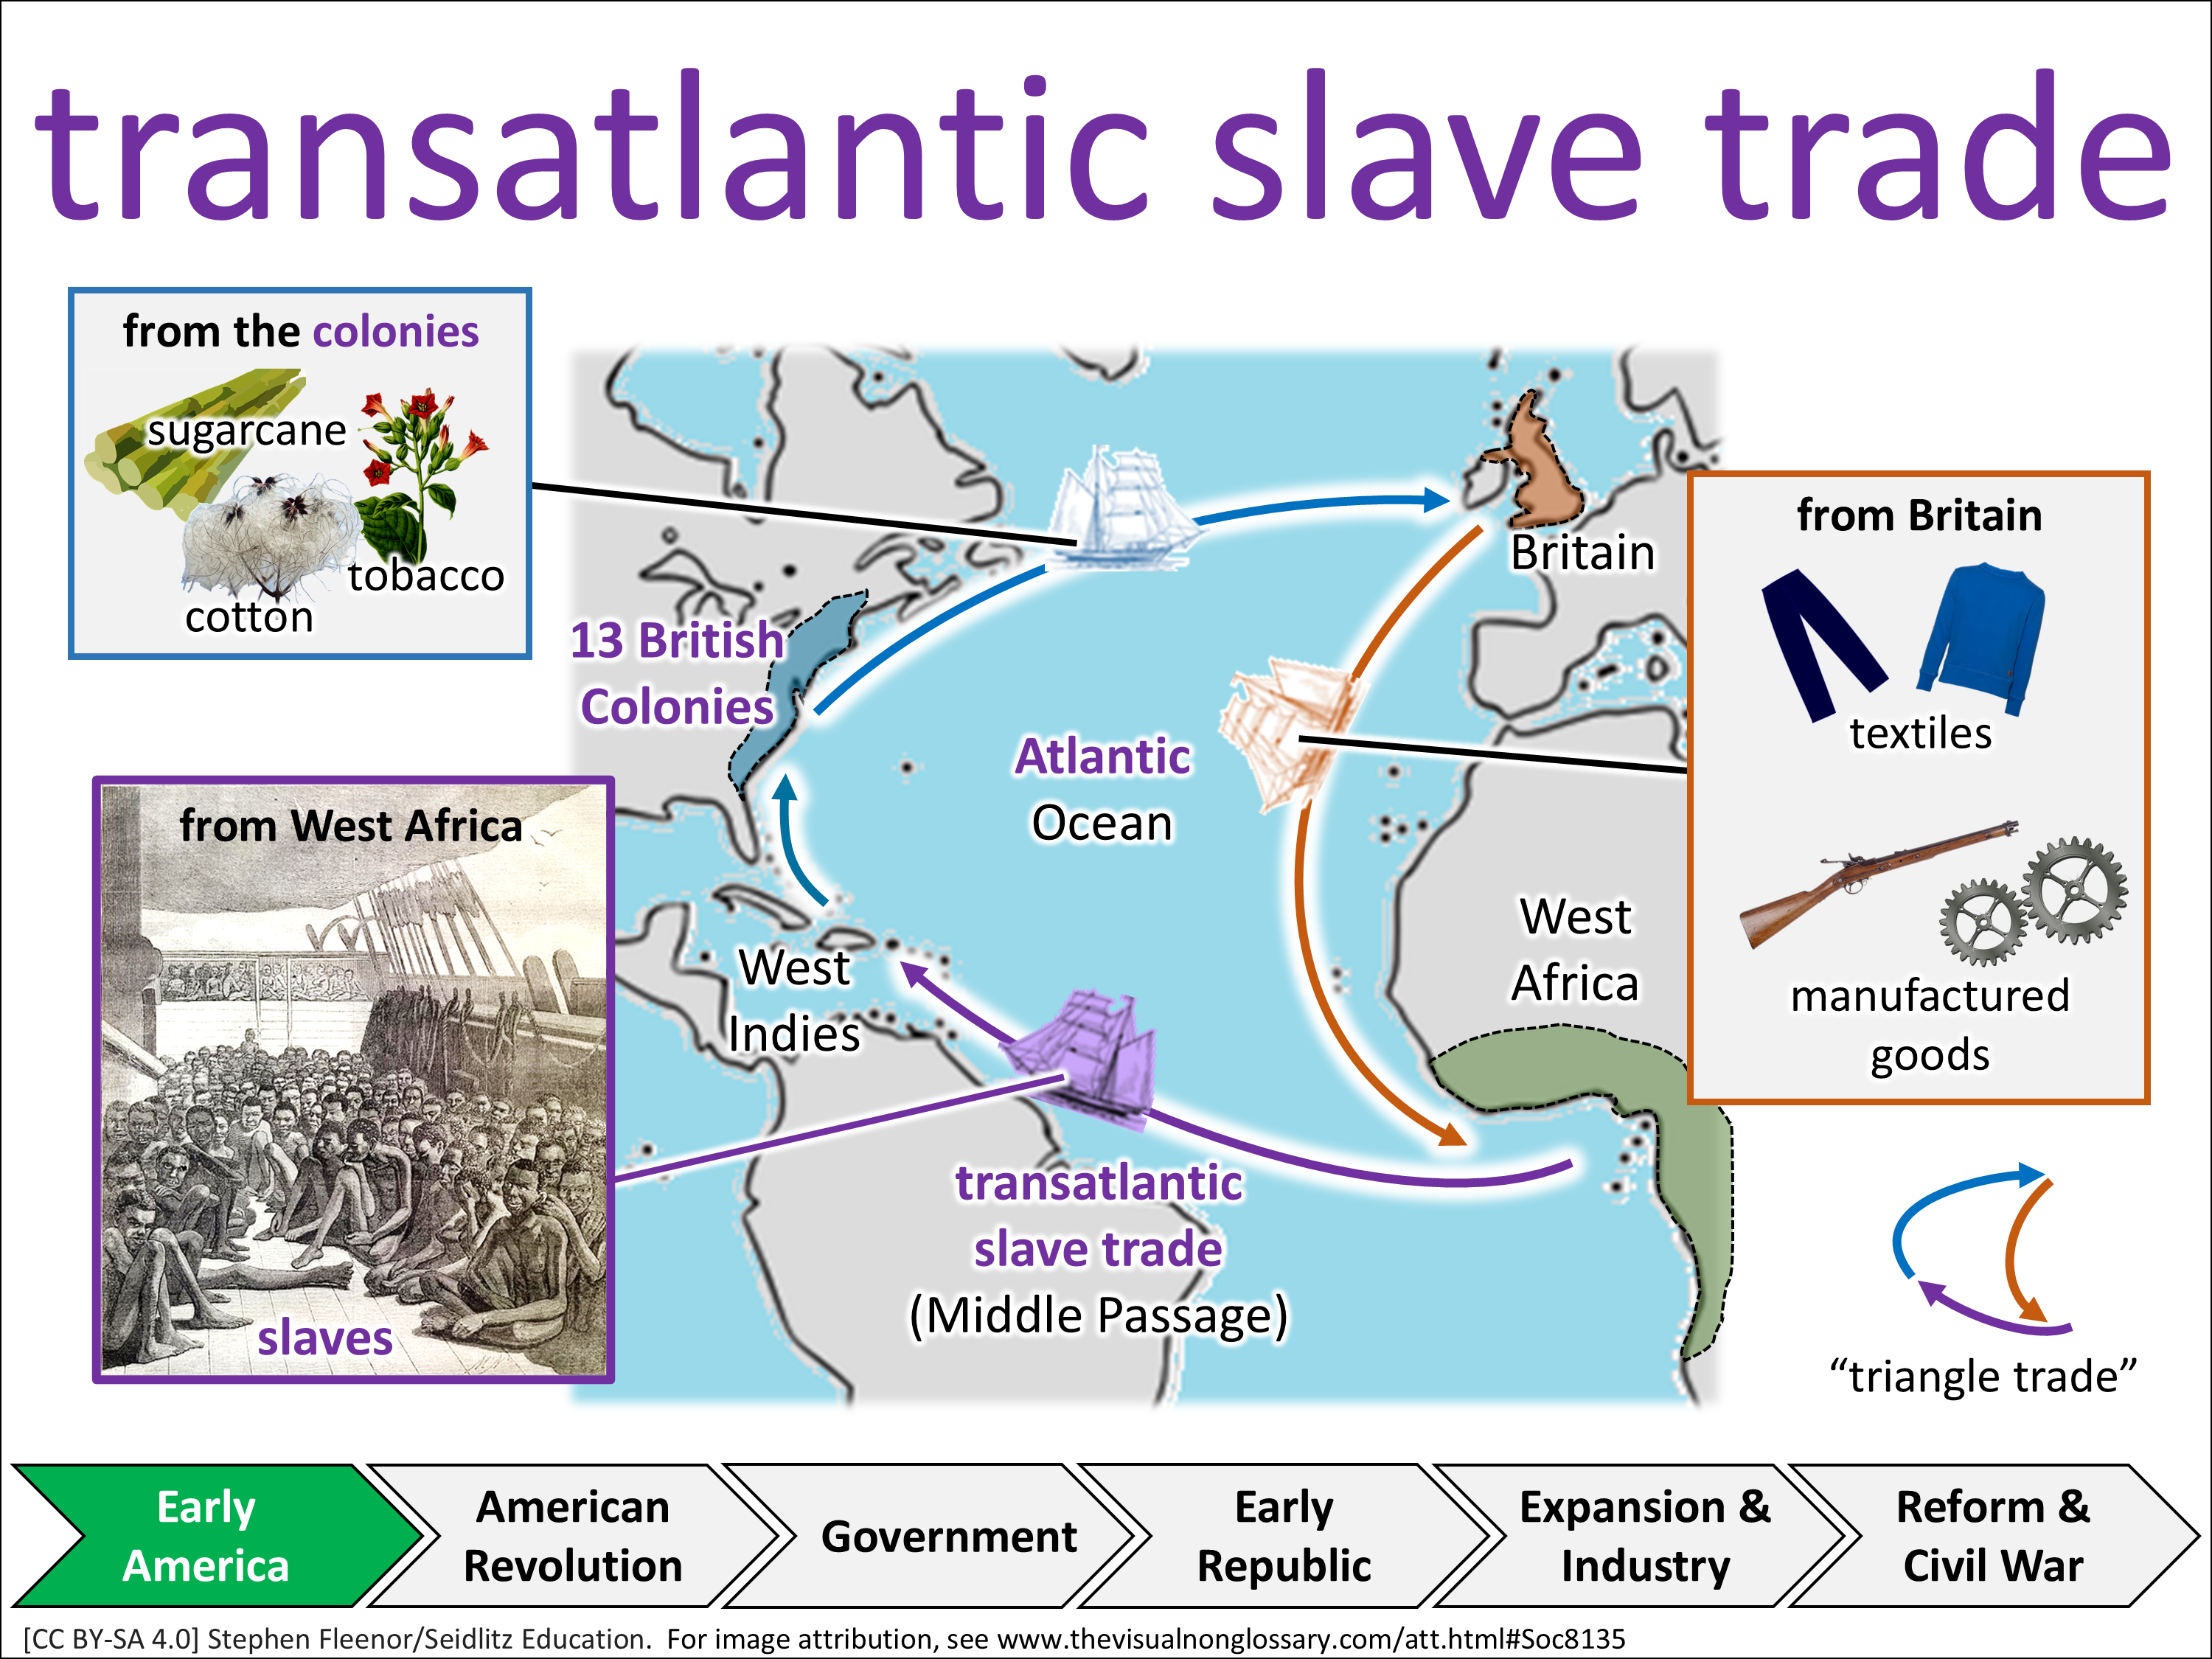 transatlantic slave trade
from the colonies
sugarcane
tobacco
cotton
from Britain
textiles
manufactured
goods
Britain
13 British
Colonies
Atlantic
Ocean
West
Africa
West
Indies
from West Africa
slaves
transatlantic
slave trade
(Middle Passage)
“triangle trade”
Early
America
American
Revolution
Government
Early
Republic
Expansion &
Industry
Reform &
Civil War
[CC BY-SA 4.0] Stephen Fleenor/Seidlitz Education.  For image attribution, see www.thevisualnonglossary.com/att.html#Soc8135